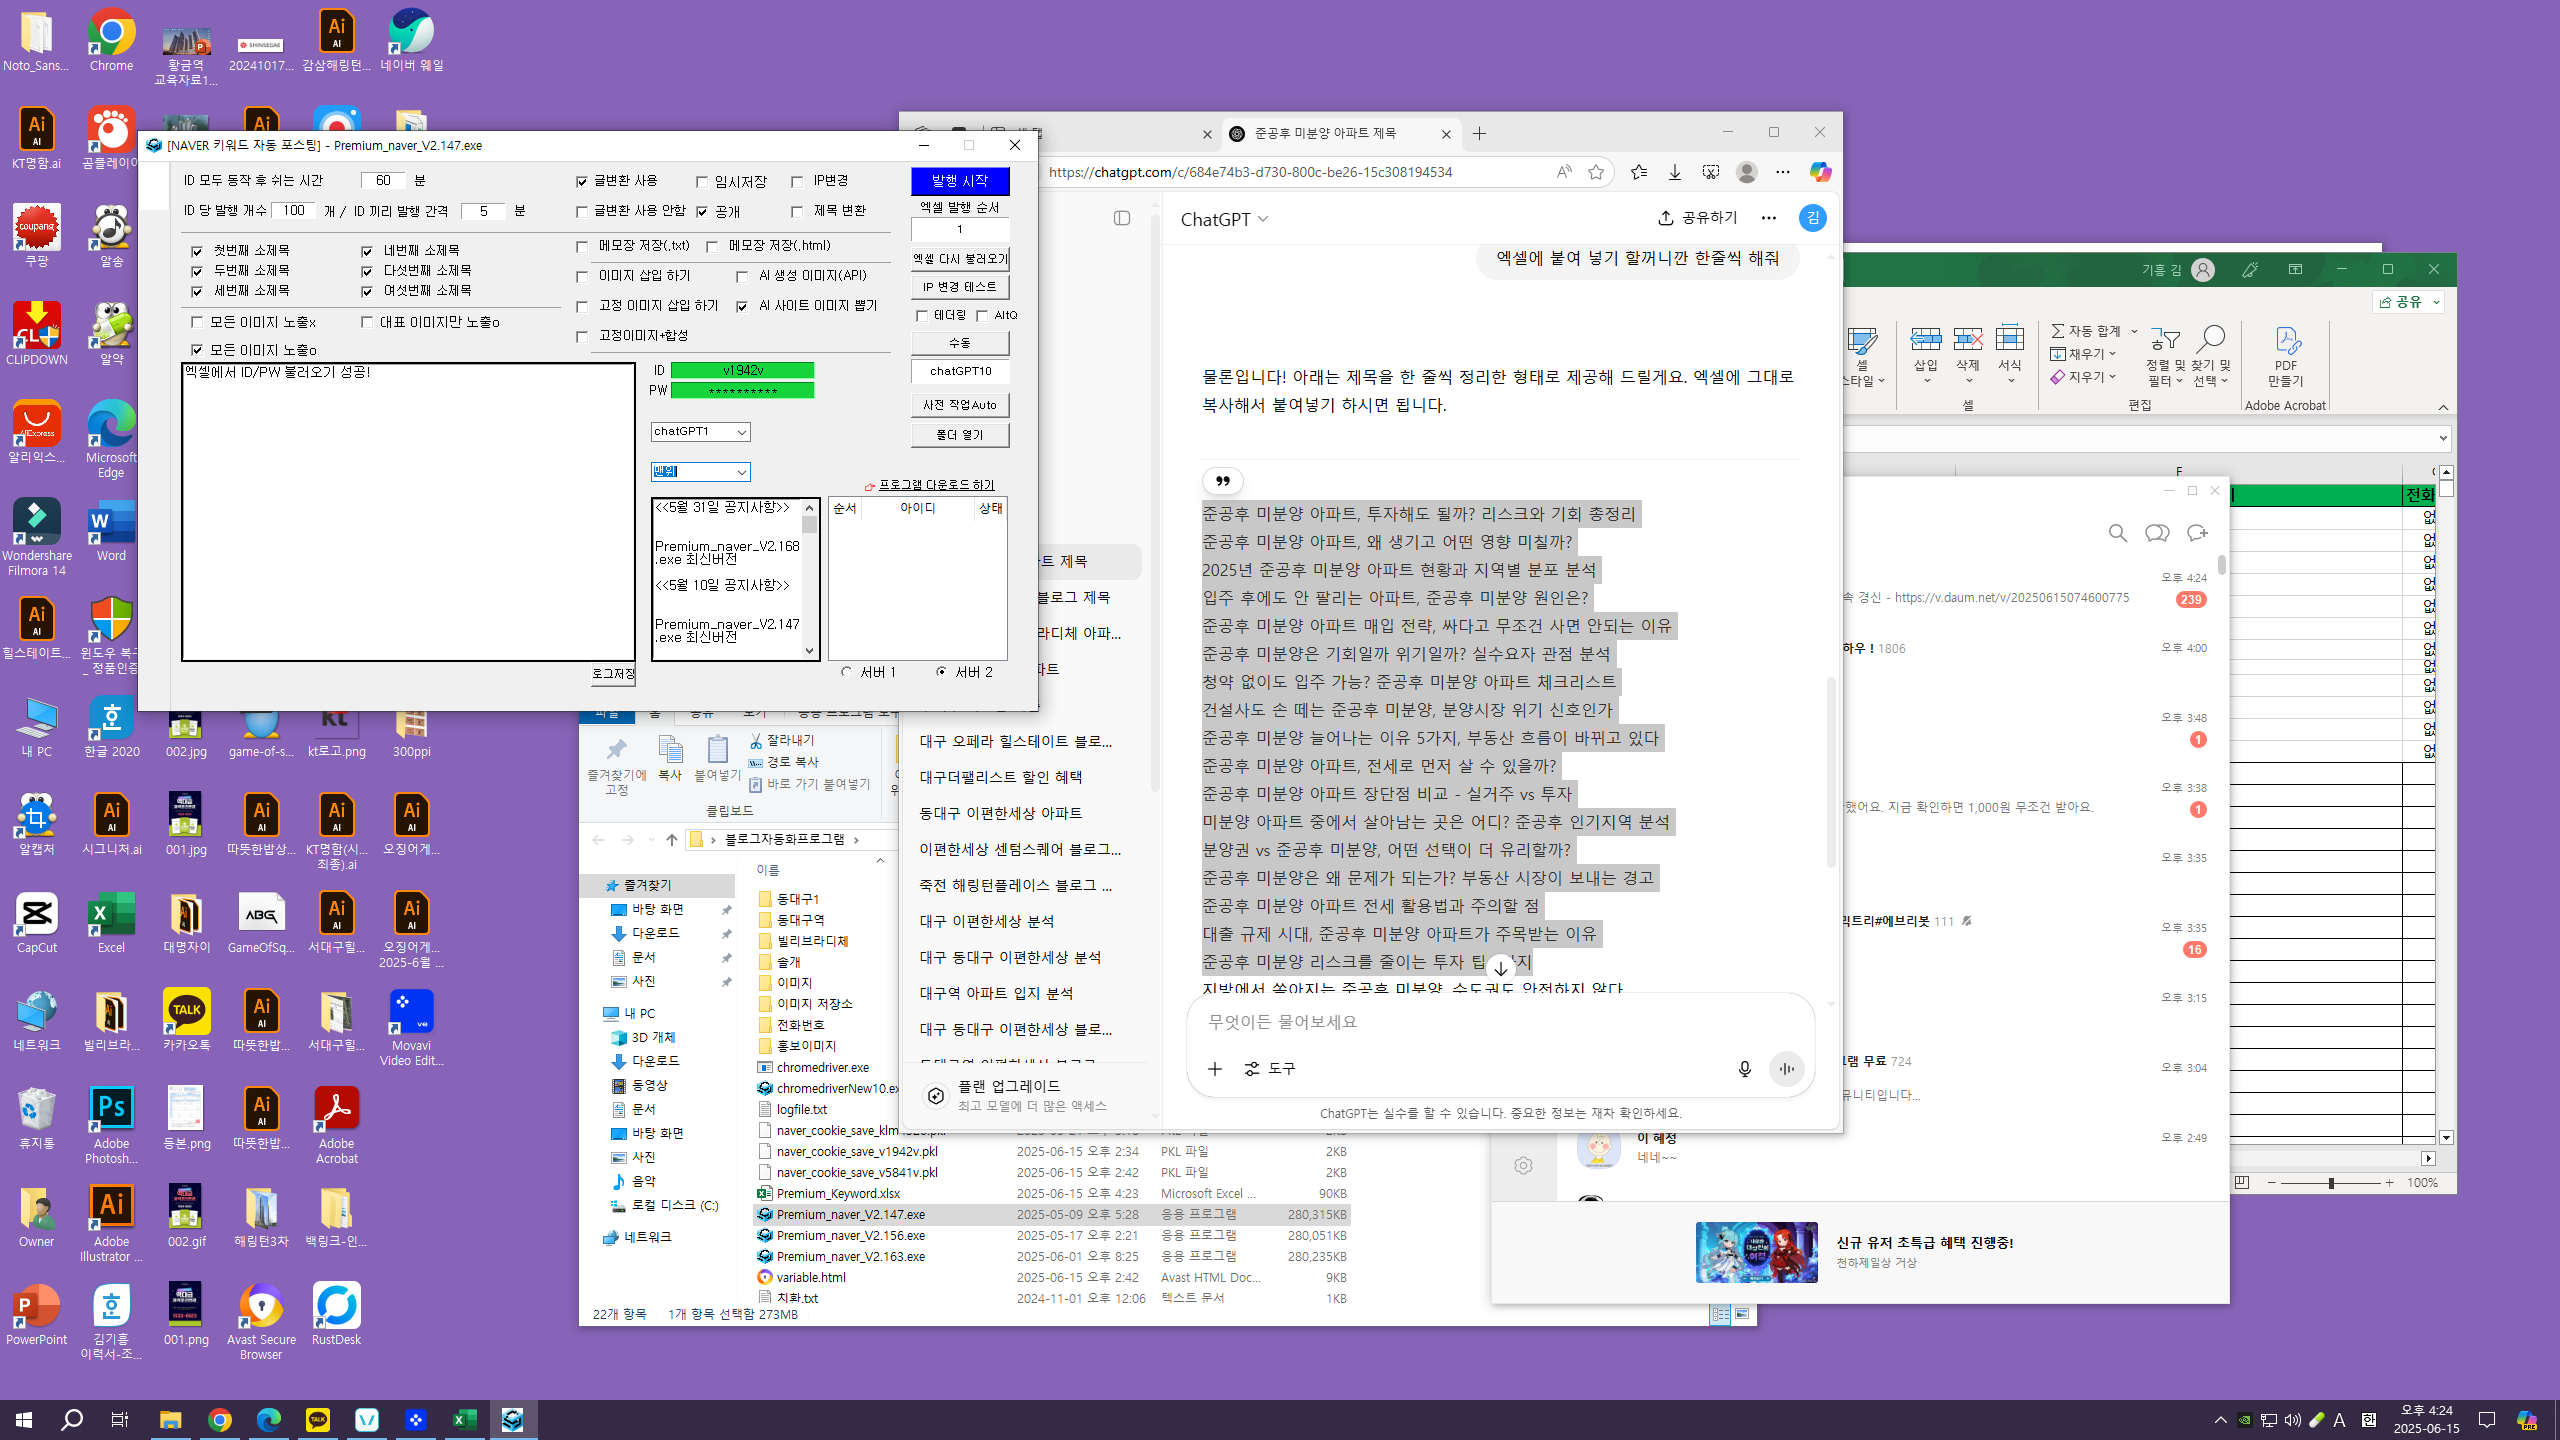 Noto_Sans...
Chrome
황금역
교육자료1...
20241017...
감삼해링턴...
네이버 웨일
KT명함.ai
곰플레이어
쿠팡
알송
CLIPDOWN
알약
알리익스...
Microsoft
Edge
Wondershare
Filmora 14
Word
힐스테이트...
내 PC
한글 2020
002.jpg
game-of-s...
kt로고.png
300ppi
알캡처
시그니처.ai
001.jpg
따뜻한밥상...
KT명함(시...
최종).ai
오징어게...
CapCut
Excel
대명자이
GameOfSq...
서대구힐...
오징어게...
2025-6월 ...
네트워크
빌리브라...
카카오톡
따뜻한밥...
서대구힐...
Movavi
Video Edit...
휴지통
Adobe
Photosh...
등본.png
따뜻한밥...
Adobe
Acrobat
Owner
Adobe
Illustrator ...
002.gif
해링턴3차
백링크-인...
PowerPoint
김기흥
이력서-조...
001.png
Avast Secure
Browser
RustDesk
[NAVER 키워드 자동 포스팅] - Premium_naver_V2.147.exe
ID 모두 동작 후 쉬는 시간 60 분
ID 당 발행 개수 100 개 / ID 끼리 발행 간격 5 분
글변환 사용 임시저장 IP변경
글변환 사용 안함 공개 제목 변환
첫번째 소제목 네번째 소제목
두번째 소제목 다섯번째 소제목
세번째 소제목 여섯번째 소제목
모든 이미지 노출x 대표 이미지만 노출o
모든 이미지 노출o
메모장 저장(.txt) 메모장 저장(.html)
이미지 삽입 하기 AI 생성 이미지(API)
고정 이미지 삽입 하기 AI 사이트 이미지 뽑기
고정이미지+합성
발행 시작
엑셀 발행 순서
1
엑셀 다시 불러오기
IP 변경 테스트
테더링 AltQ
수동
chatGPT10
사전 작업Auto
폴더 열기
엑셀에서 ID/PW 불러오기 성공!
ID v1942v
PW **********
chatGPT1
맨위
프로그램 다운로드 하기
<<5월 31일 공지사항>>
Premium_naver_V2.168
.exe 최신버전
<<5월 10일 공지사항>>
Premium_naver_V2.147
.exe 최신버전
순서 아이디 상태
로그저장
서버 1 서버 2
준공후 미분양 아파트 제목
https://chatgpt.com/c/684e74b3-d730-800c-be26-15c308194534
ChatGPT
공유하기
김
엑셀에 붙여 넣기 할꺼니깐 한줄씩 해줘
물론입니다! 아래는 제목을 한 줄씩 정리한 형태로 제공해 드릴게요. 엑셀에 그대로
복사해서 붙여넣기 하시면 됩니다.
준공후 미분양 아파트, 투자해도 될까? 리스크와 기회 총정리
준공후 미분양 아파트, 왜 생기고 어떤 영향 미칠까?
2025년 준공후 미분양 아파트 현황과 지역별 분포 분석
입주 후에도 안 팔리는 아파트, 준공후 미분양 원인은?
준공후 미분양 아파트 매입 전략, 싸다고 무조건 사면 안되는 이유
준공후 미분양은 기회일까 위기일까? 실수요자 관점 분석
청약 없이도 입주 가능? 준공후 미분양 아파트 체크리스트
건설사도 손 떼는 준공후 미분양, 분양시장 위기 신호인가
준공후 미분양 늘어나는 이유 5가지, 부동산 흐름이 바뀌고 있다
준공후 미분양 아파트, 전세로 먼저 살 수 있을까?
준공후 미분양 아파트 장단점 비교 - 실거주 vs 투자
미분양 아파트 중에서 살아남는 곳은 어디? 준공후 인기지역 분석
분양권 vs 준공후 미분양, 어떤 선택이 더 유리할까?
준공후 미분양은 왜 문제가 되는가? 부동산 시장이 보내는 경고
준공후 미분양 아파트 전세 활용법과 주의할 점
대출 규제 시대, 준공후 미분양 아파트가 주목받는 이유
준공후 미분양 리스크를 줄이는 투자 팁
지방에서 쏟아지는 준공후 미분양, 수도권도 안전하지 않다
무엇이든 물어보세요
도구
ChatGPT는 실수를 할 수 있습니다. 중요한 정보는 재차 확인하세요.
트 제목
블로그 제목
라디체 아파...
파트
대구 오페라 힐스테이트 블로...
대구더팰리스트 할인 혜택
동대구 이편한세상 아파트
이편한세상 센텀스퀘어 블로그...
죽전 해링턴플레이스 블로그 ...
대구 이편한세상 분석
대구 동대구 이편한세상 분석
대구역 아파트 입지 분석
대구 동대구 이편한세상 블로...
플랜 업그레이드
최고 모델에 더 많은 액세스
즐겨찾기에
고정
복사
붙여넣기
잘라내기
경로 복사
바로 가기 붙여넣기
클립보드
블로그자동화프로그램
이름
즐겨찾기
바탕 화면
다운로드
문서
사진
내 PC
3D 개체
다운로드
동영상
문서
바탕 화면
사진
음악
로컬 디스크 (C:)
네트워크
동대구1
동대구역
빌리브라디체
솔개
이미지
이미지 저장소
전화번호
홍보이미지
chromedriver.exe
chromedriverNew10.ex
logfile.txt
naver_cookie_save_v1942v.pkl 2025-06-15 오후 2:34 PKL 파일 2KB
naver_cookie_save_v5841v.pkl 2025-06-15 오후 2:42 PKL 파일 2KB
Premium_Keyword.xlsx 2025-06-15 오후 4:23 Microsoft Excel ... 90KB
Premium_naver_V2.147.exe 2025-05-09 오후 5:28 응용 프로그램 280,315KB
Premium_naver_V2.156.exe 2025-05-17 오후 2:21 응용 프로그램 280,051KB
Premium_naver_V2.163.exe 2025-06-01 오후 8:25 응용 프로그램 280,235KB
variable.html 2025-06-15 오후 2:42 Avast HTML Doc... 9KB
치환.txt 2024-11-01 오후 12:06 텍스트 문서 1KB
22개 항목 1개 항목 선택함 273MB
기흥 김
공유
셀
스타일
삽입
삭제
서식
셀
자동 합계
채우기
지우기
정렬 및
필터
찾기 및
선택
편집
PDF
만들기
Adobe Acrobat
F
전화
100%
오후 4:24
속 경신 - https://v.daum.net/v/20250615074600775
239
하우 ! 1806
오후 4:00
오후 3:48
1
오후 3:38
했어요. 지금 확인하면 1,000원 무조건 받아요.
1
오후 3:35
릭트리#에브리봇 111
오후 3:35
16
오후 3:15
램 무료 724
오후 3:04
뮤니티입니다...
이 혜정
오후 2:49
네네~~
신규 유저 초특급 혜택 진행중!
천하제일상 거상
A
한
오후 4:24
2025-06-15